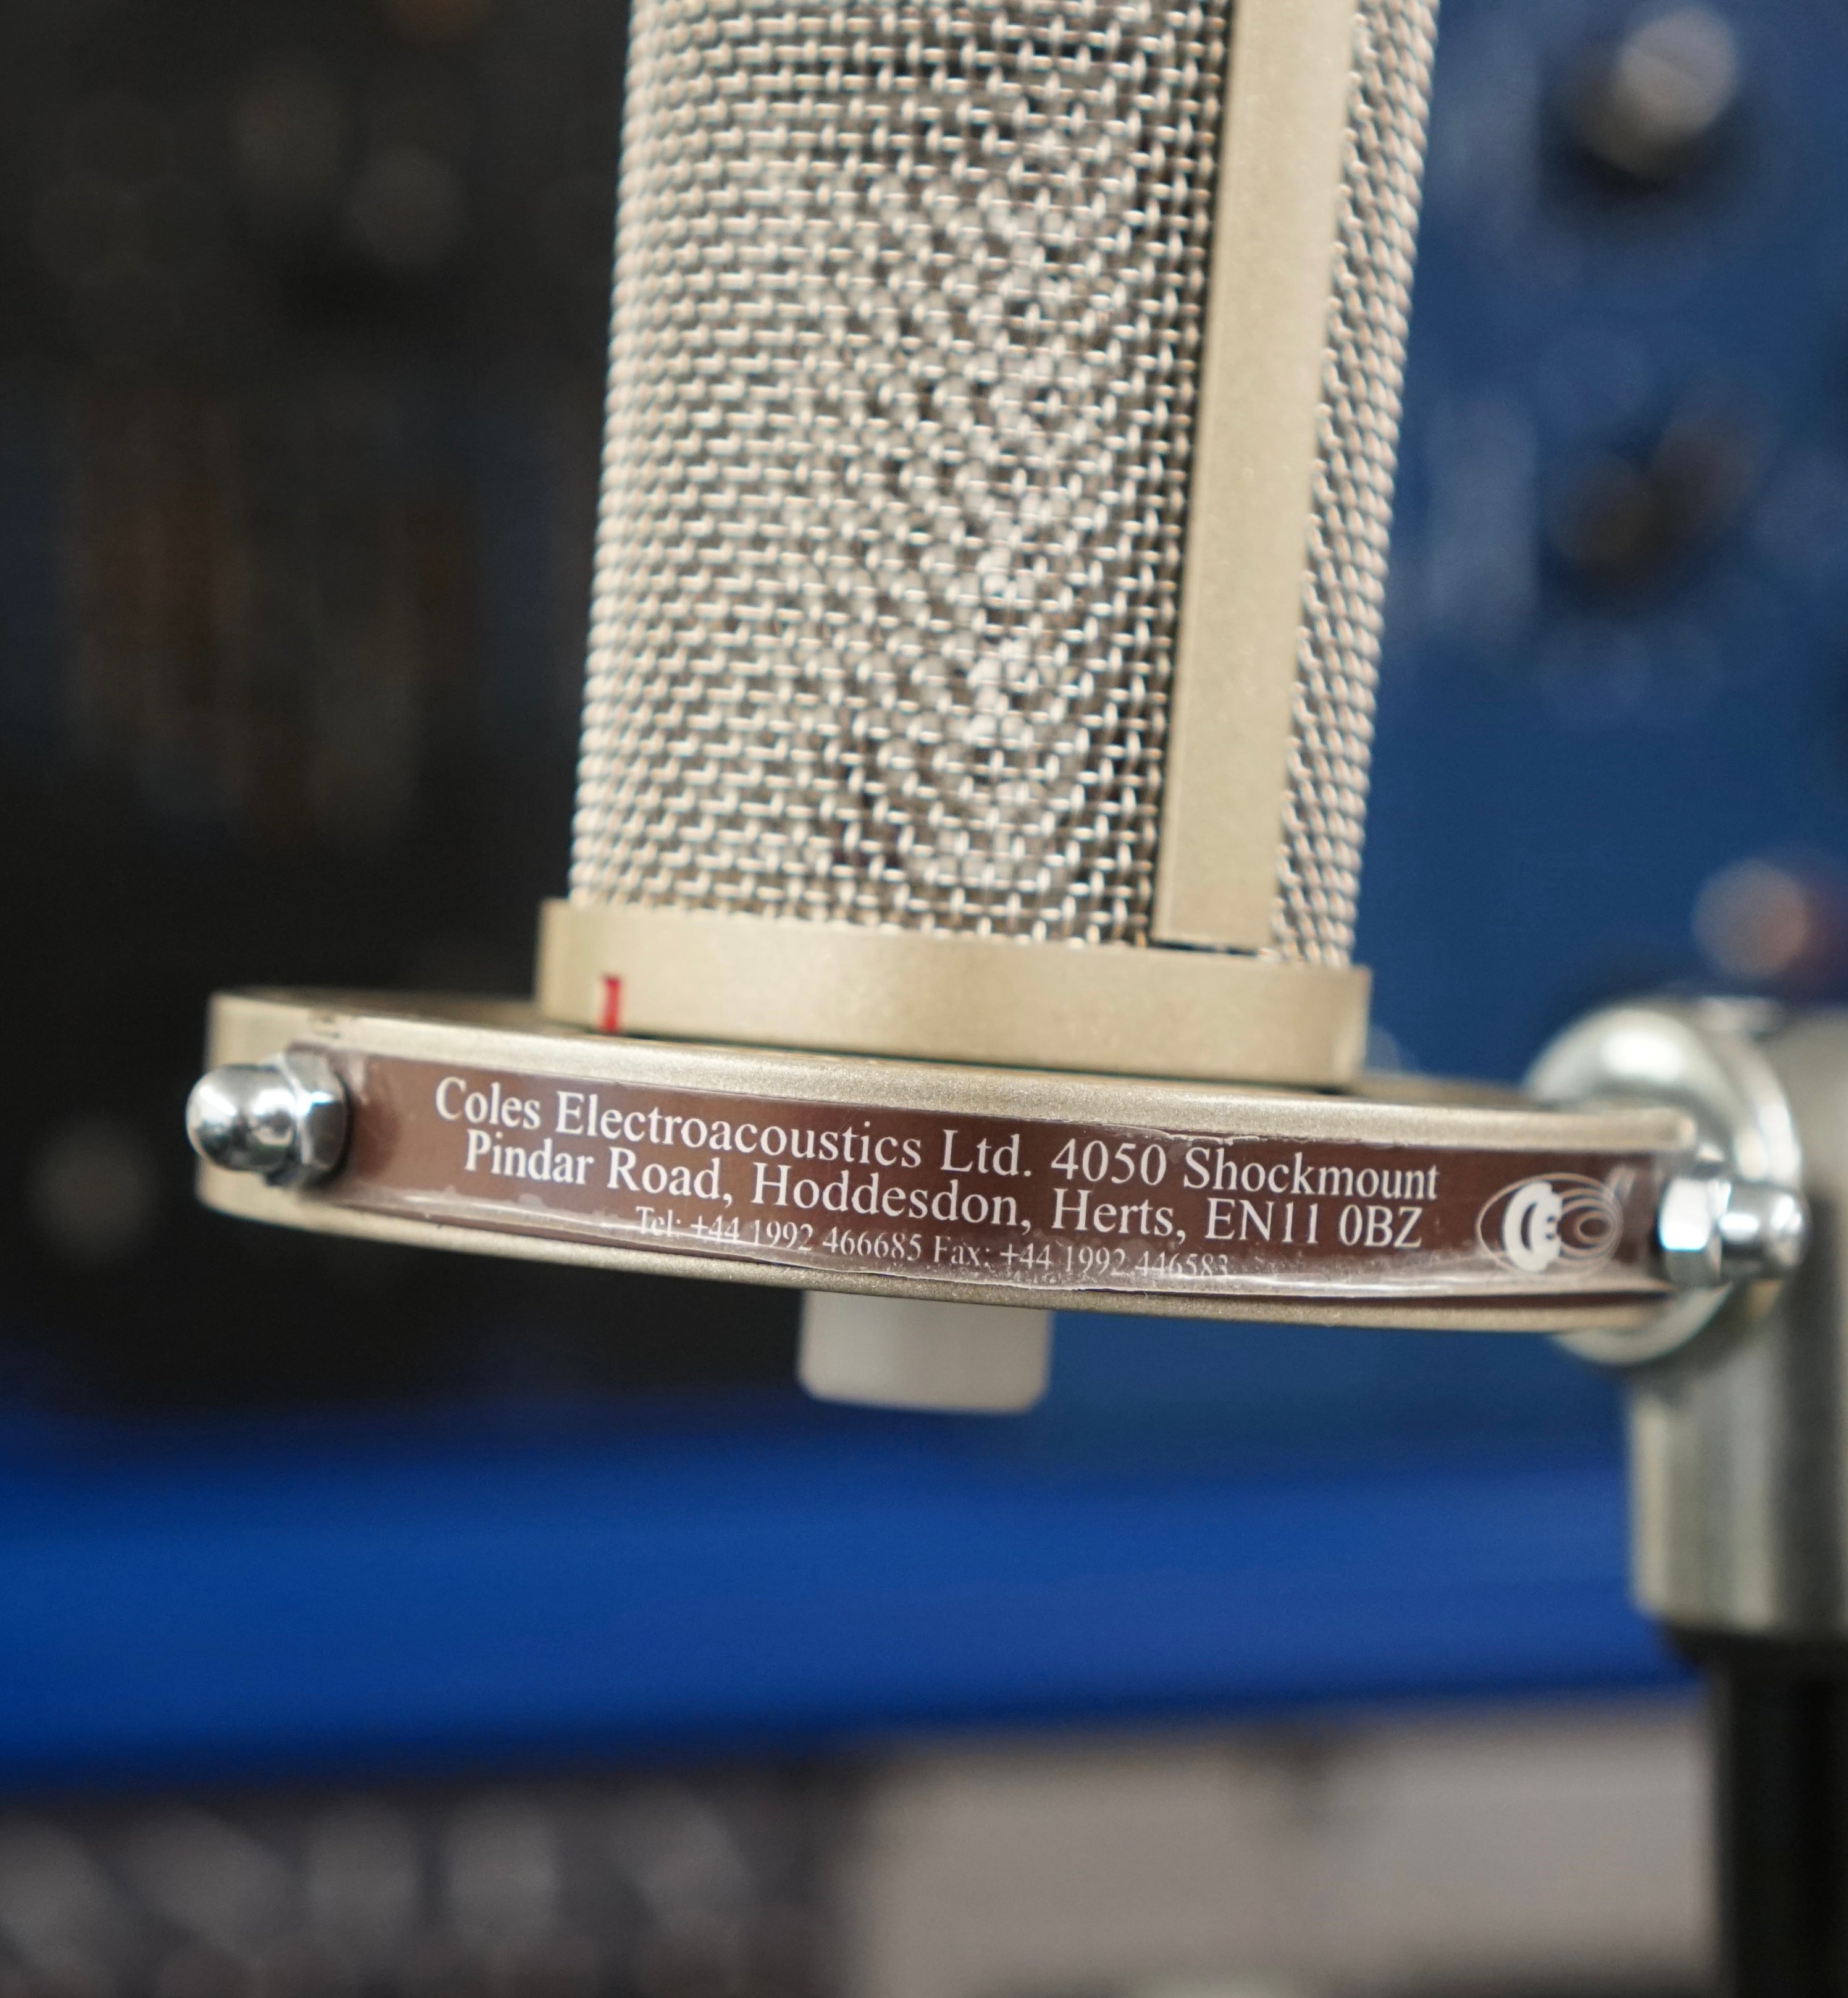 Coles Electroacoustics Ltd. 4050 Shockmount
Pindar Road, Hoddesdon, Herts, EN11 0BZ
Tel: +44 1992 466685 Fax: +44 1992 446583